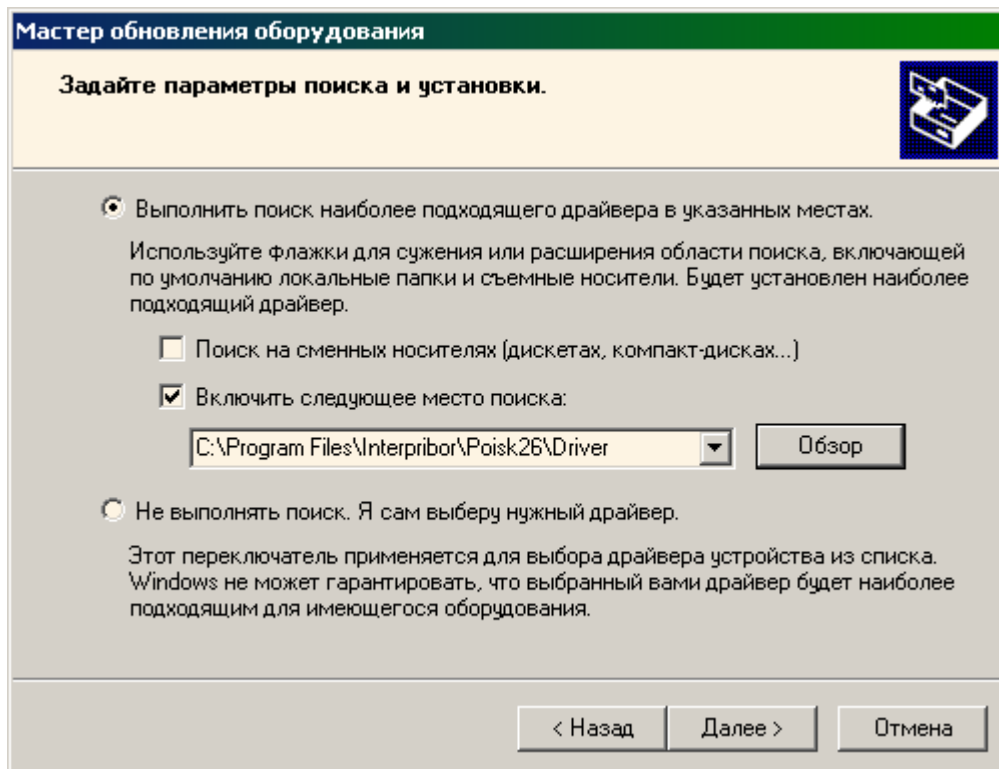 Мастер обновления оборудования
Задайте параметры поиска и установки.
Выполнить поиск наиболее подходящего драйвера в указанных местах.
Используйте флажки для сужения или расширения области поиска, включающей
по умолчанию локальные папки и съемные носители. Будет установлен наиболее
подходящий драйвер.
Поиск на сменных носителях (дискетах, компакт-дисках...)
Включить следующее место поиска:
C:\Program Files\Interpribor\Poisk26\Driver
Обзор
Не выполнять поиск. Я сам выберу нужный драйвер.
Этот переключатель применяется для выбора драйвера устройства из списка.
Windows не может гарантировать, что выбранный вами драйвер будет наиболее
подходящим для имеющегося оборудования.
< Назад Далее > Отмена